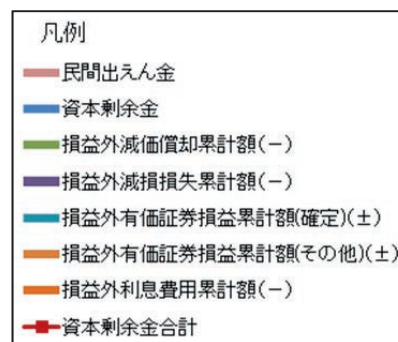 凡例
民間出えん金
資本剰余金
損益外減価償却累計額(－)
損益外減損損失累計額(－)
損益外有価証券損益累計額(確定)(±)
損益外有価証券損益累計額(その他)(±)
損益外利息費用累計額(－)
資本剰余金合計